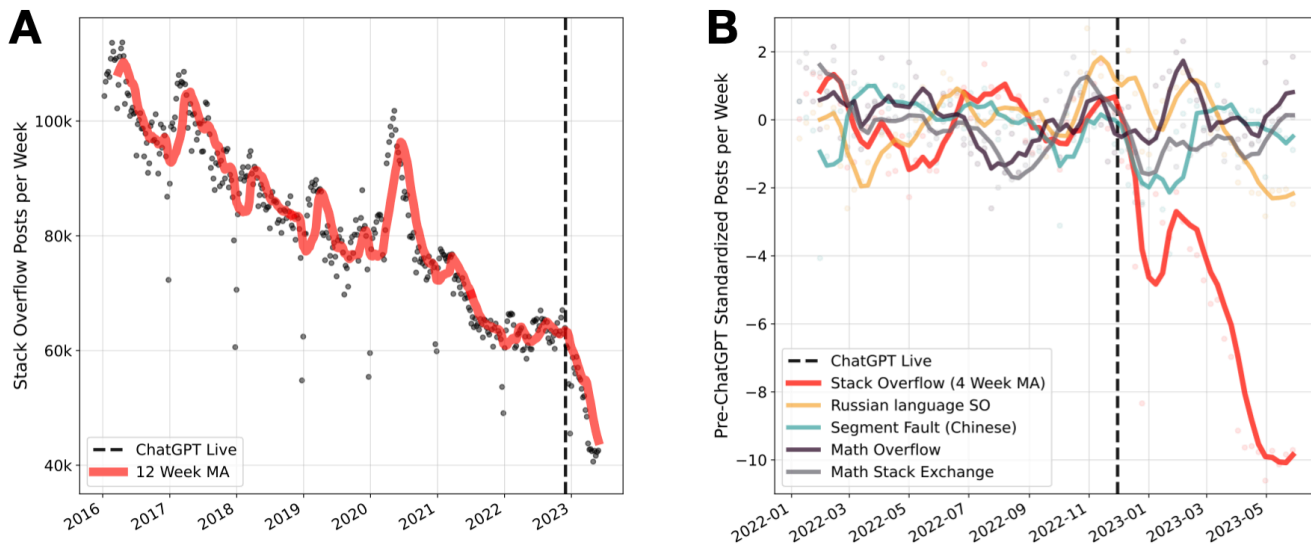 A
Stack Overflow Posts per Week
100k
80k
60k
40k
2016
2017
2018
2019
2020
2021
2022
2023
ChatGPT Live
12 Week MA
B
Pre-ChatGPT Standardized Posts per Week
2
0
−2
−4
−6
−8
−10
2022-01
2022-03
2022-05
2022-07
2022-09
2022-11
2023-01
2023-03
2023-05
ChatGPT Live
Stack Overflow (4 Week MA)
Russian language SO
Segment Fault (Chinese)
Math Overflow
Math Stack Exchange